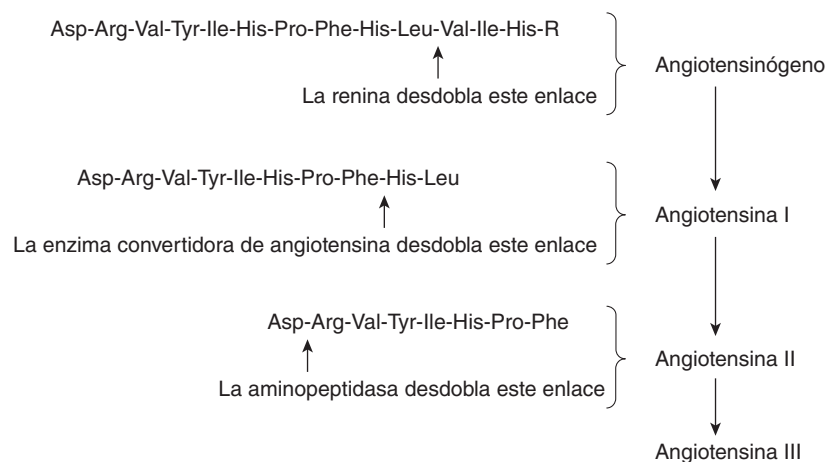 Asp-Arg-Val-Tyr-Ile-His-Pro-Phe-His-Leu-Val-Ile-His-R
La renina desdobla este enlace
Angiotensinógeno
Asp-Arg-Val-Tyr-Ile-His-Pro-Phe-His-Leu
La enzima convertidora de angiotensina desdobla este enlace
Angiotensina I
Asp-Arg-Val-Tyr-Ile-His-Pro-Phe
La aminopeptidasa desdobla este enlace
Angiotensina II
Angiotensina III